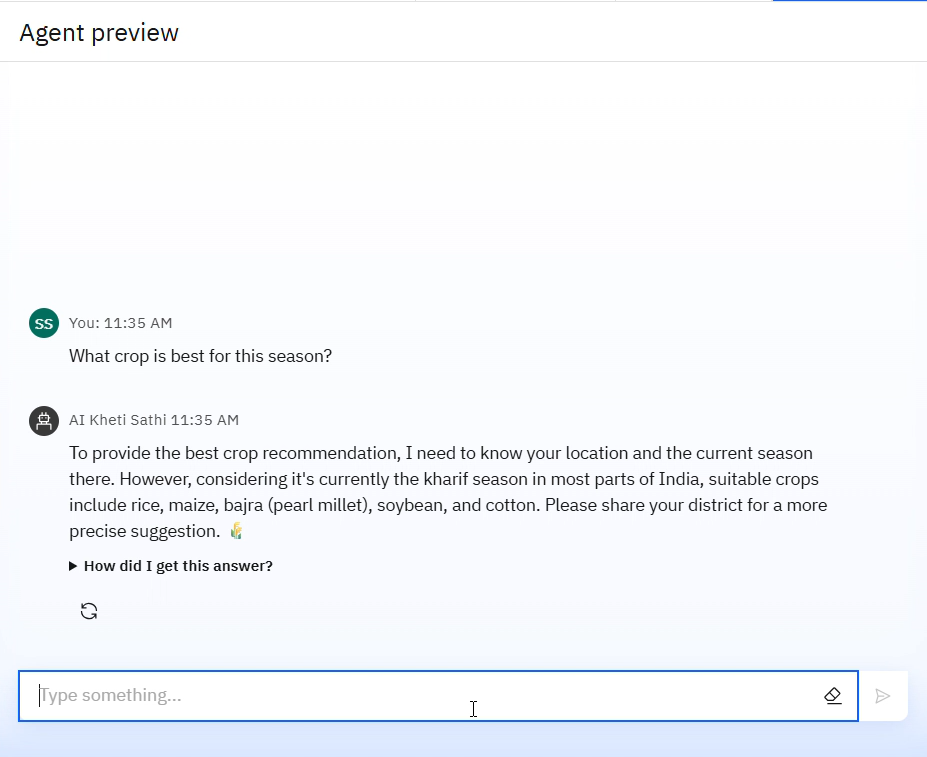 Agent preview
SS
You: 11:35 AM
What crop is best for this season?
AI Kheti Sathi 11:35 AM
To provide the best crop recommendation, I need to know your location and the current season
there. However, considering it's currently the kharif season in most parts of India, suitable crops
include rice, maize, bajra (pearl millet), soybean, and cotton. Please share your district for a more
precise suggestion. 🌾
How did I get this answer?
Type something...